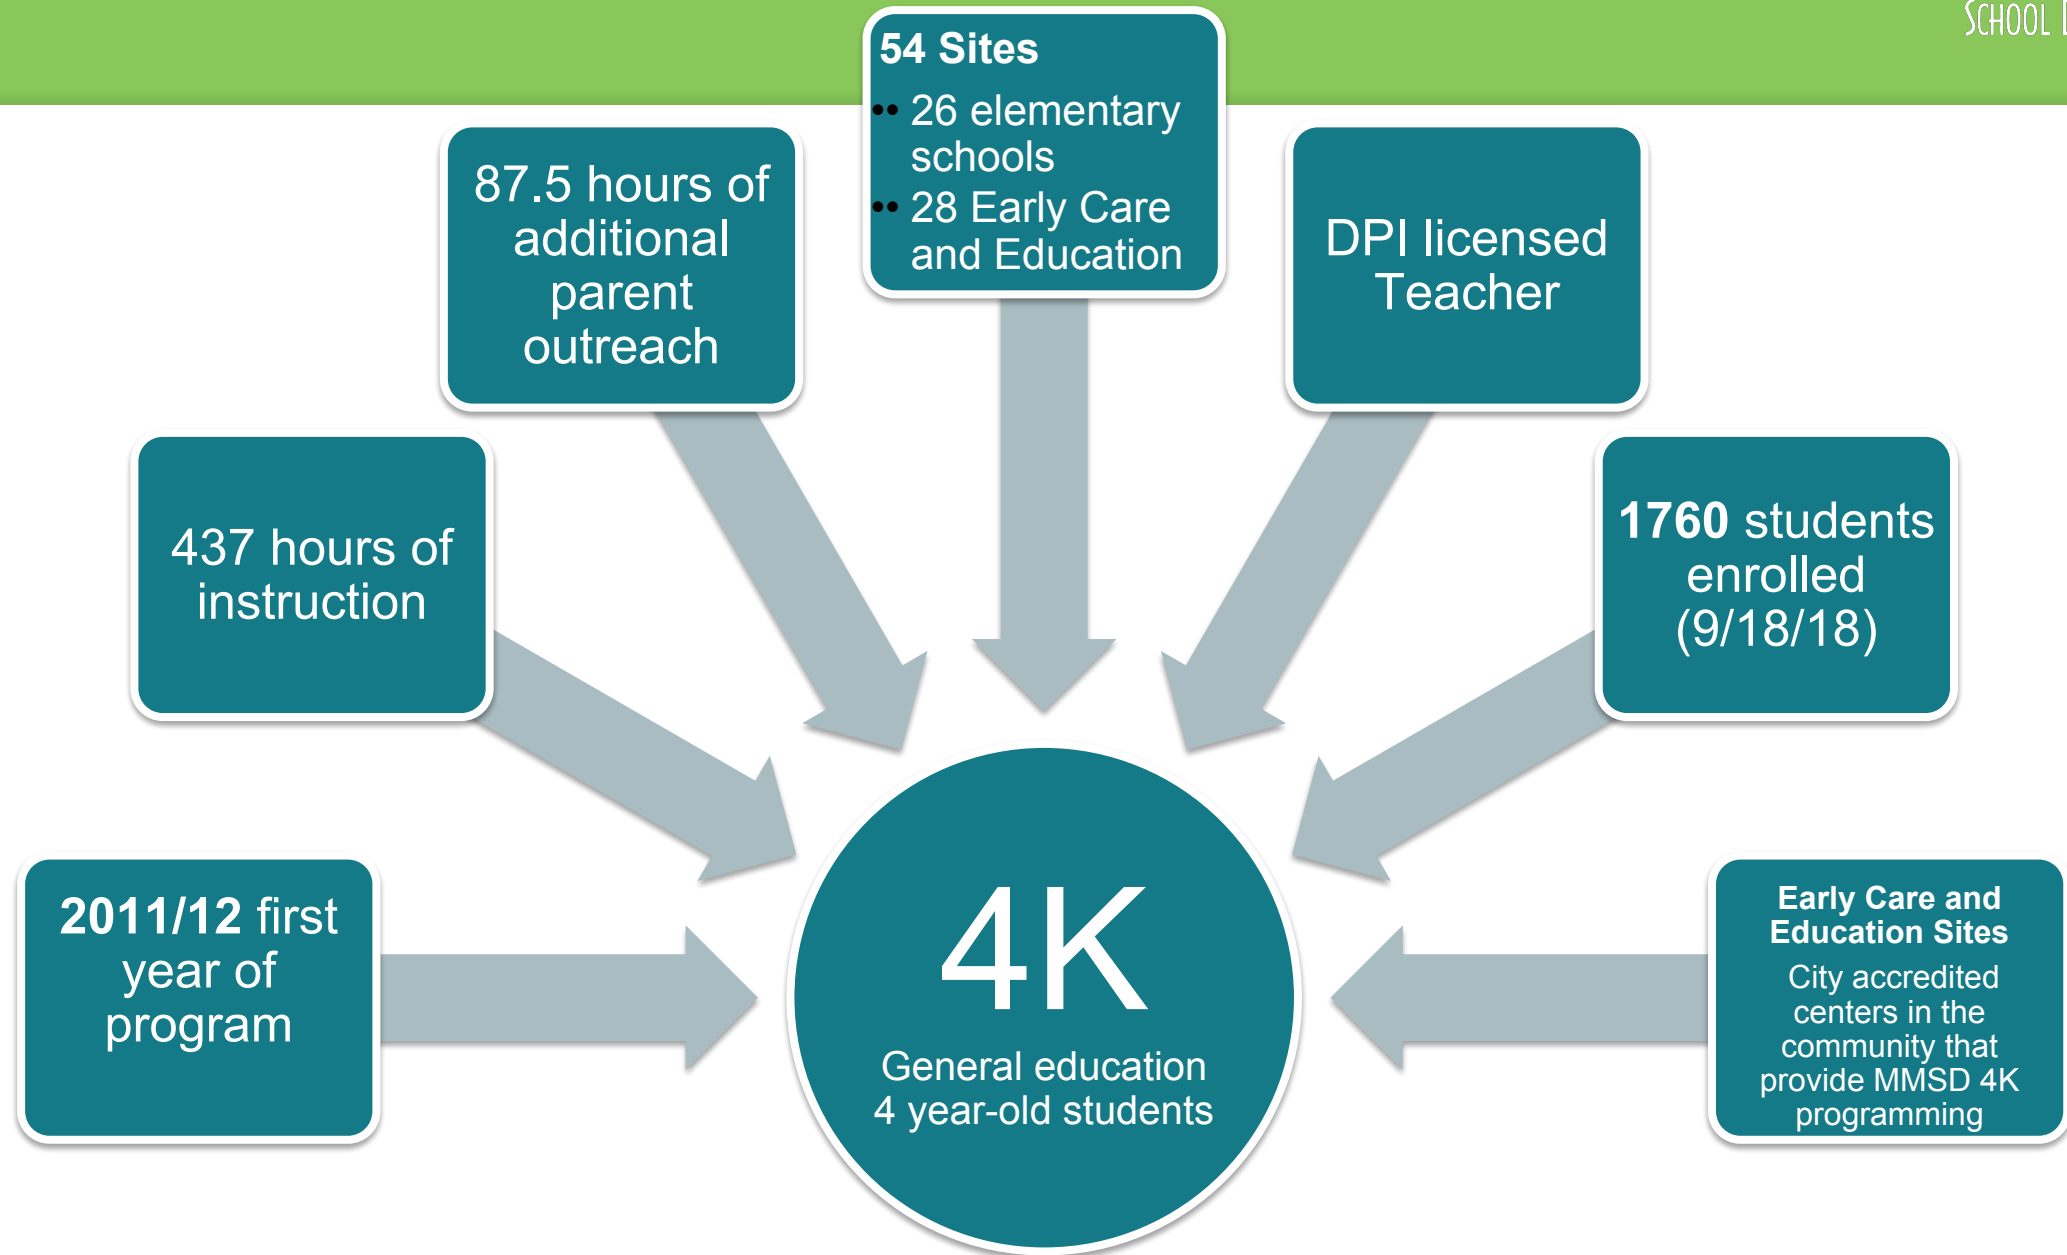 SCHOOL
54 Sites
•• 26 elementary
schools
•• 28 Early Care
and Education
87.5 hours of
additional
parent
outreach
DPI licensed
Teacher
437 hours of
instruction
1760 students
enrolled
(9/18/18)
2011/12 first
year of
program
4K
General education
4 year-old students
Early Care and
Education Sites
City accredited
centers in the
community that
provide MMSD 4K
programming